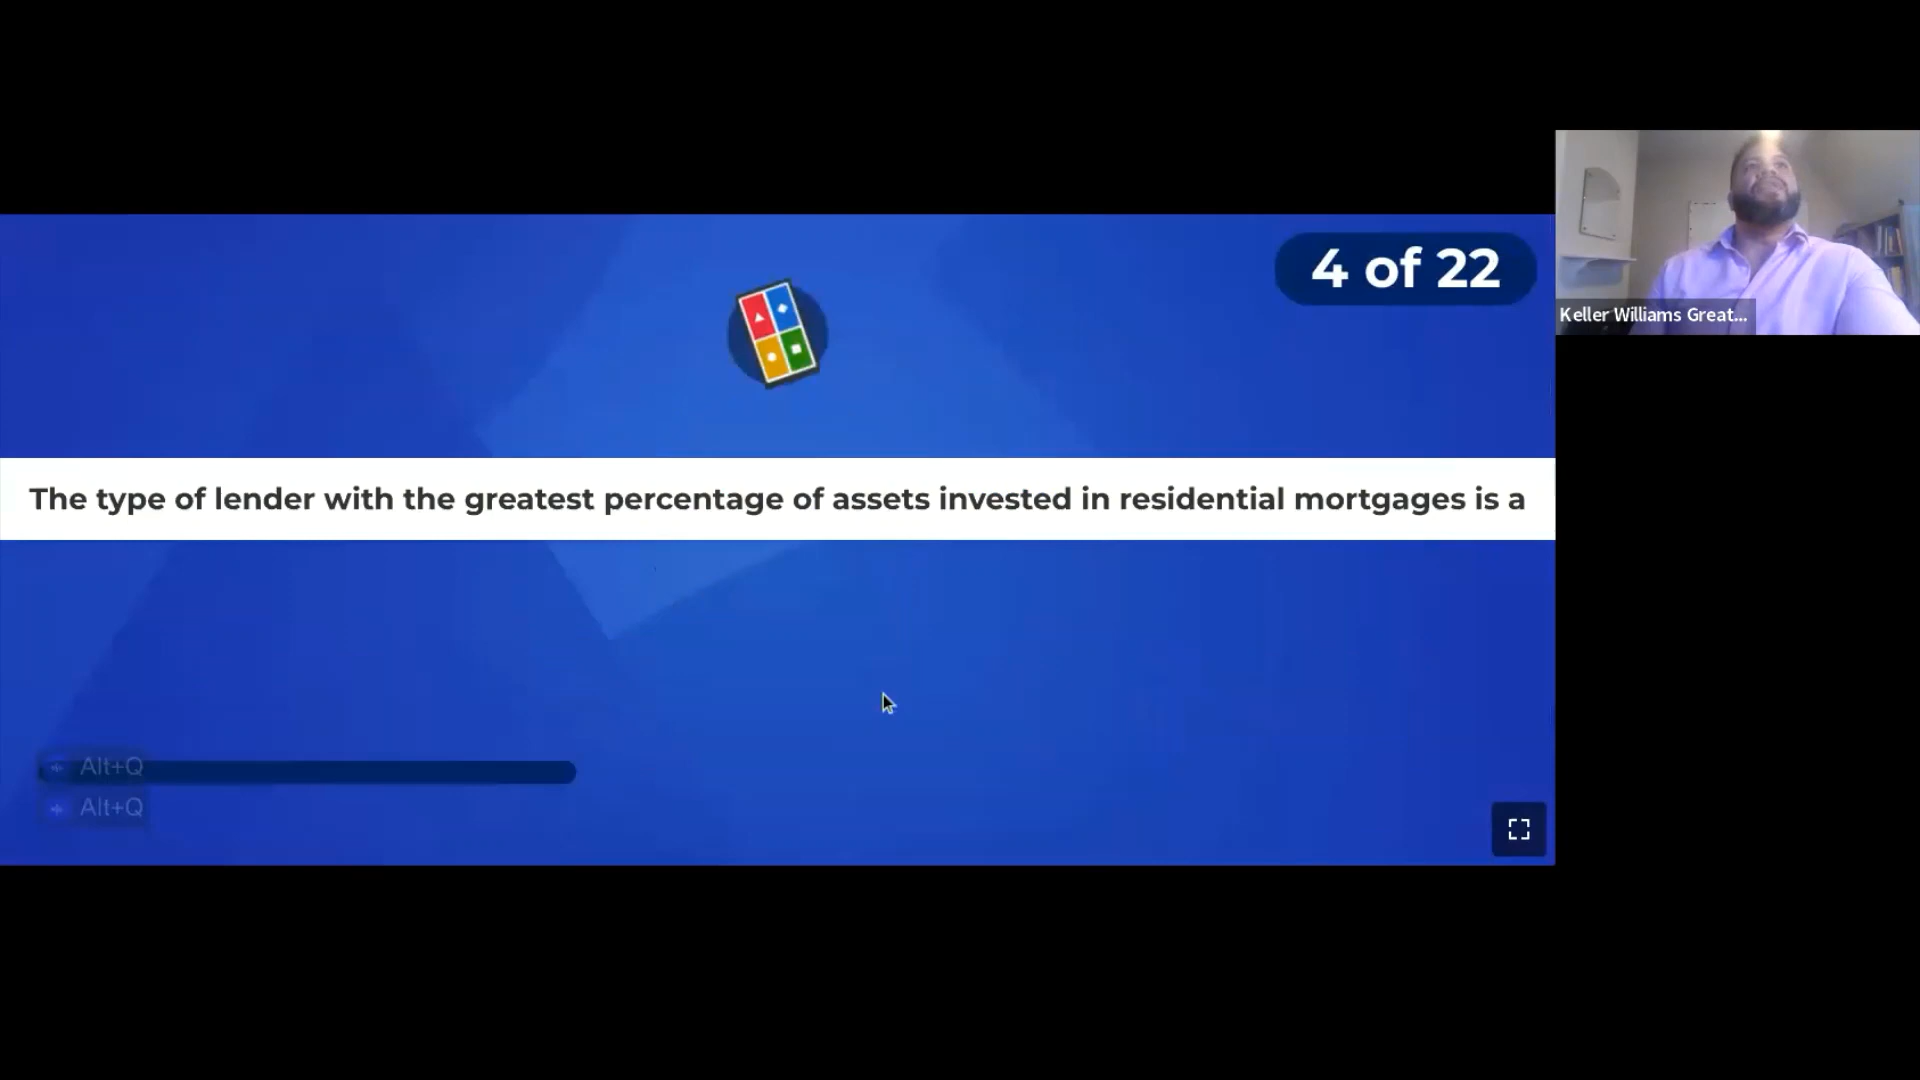 4 of 22
Keller Williams Great...
The type of lender with the greatest percentage of assets invested in residential mortgages is a
Alt+Q
Alt+Q